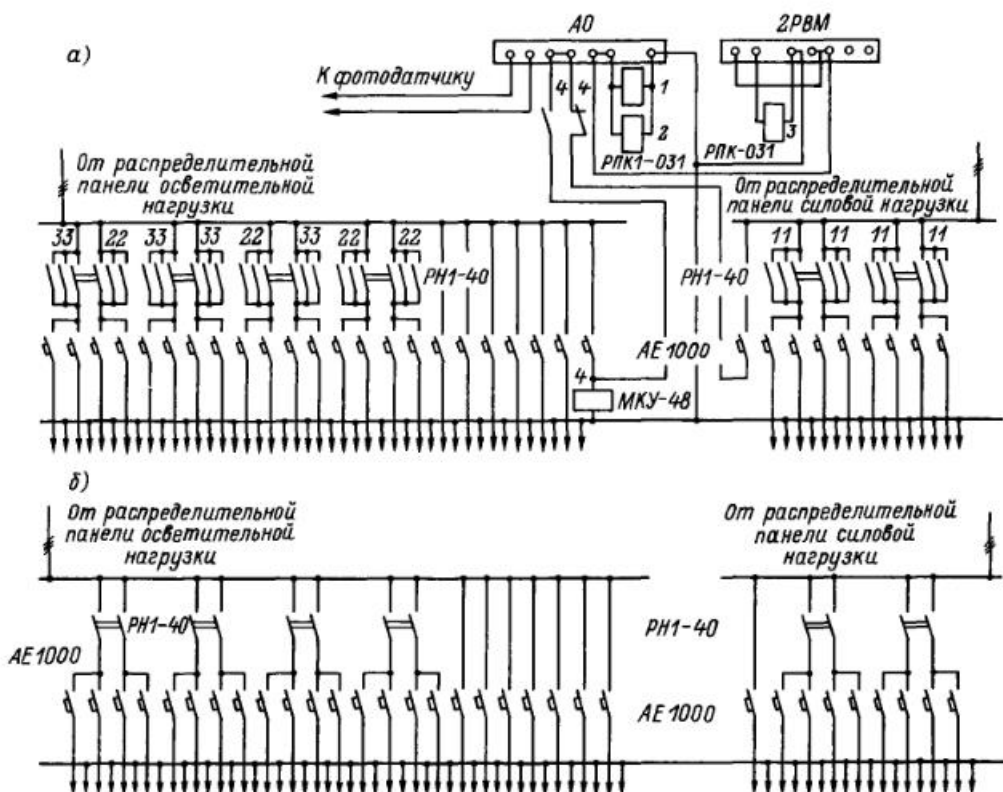 а)
АО
2РВМ
К фотодатчику
4
4
1
2
3
РПК1-031
РПК-031
От распределительной
панели осветительной
нагрузки
От распределительной
панели силовой нагрузки
33
22
33
33
22
33
22
22
11
11
11
11
РН1-40
РН1-40
АЕ1000
4
МКУ-48
б)
От распределительной
панели осветительной
нагрузки
От распределительной
панели силовой
нагрузки
РН1-40
РН1-40
АЕ1000
АЕ1000